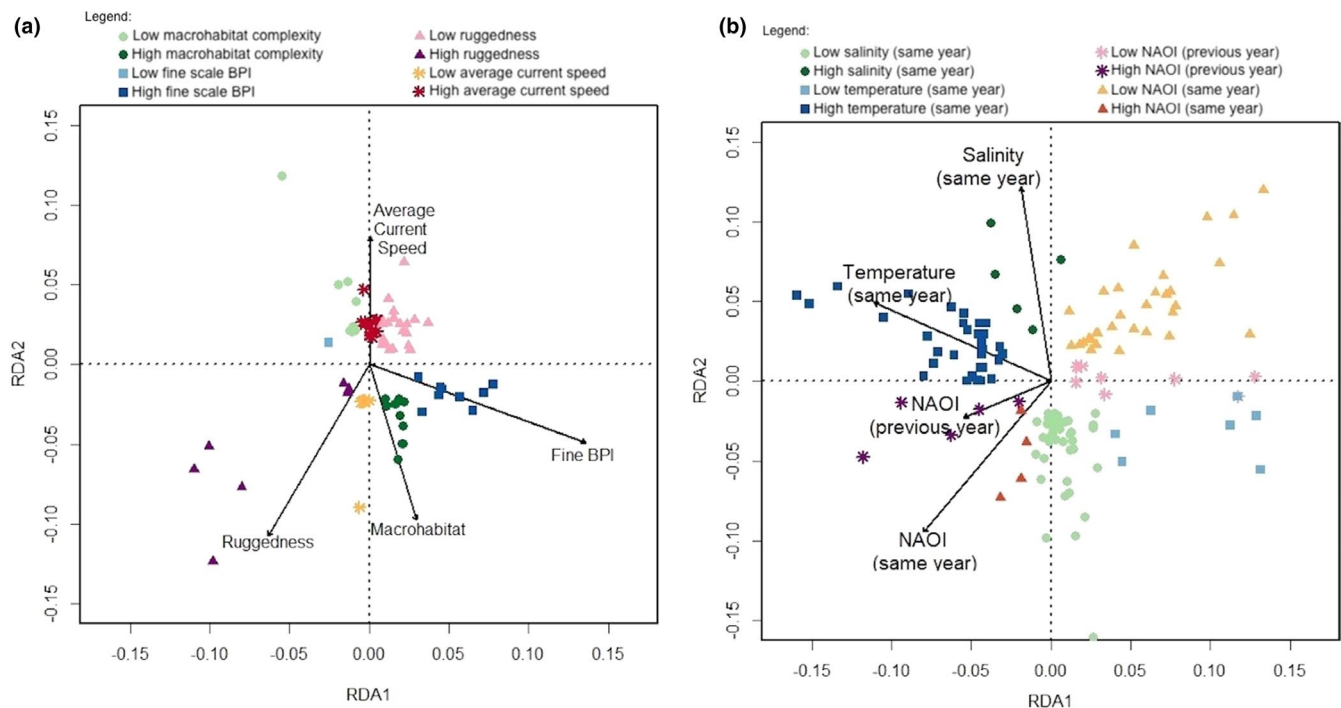 (a)
Legend:
Low macrohabitat complexity
High macrohabitat complexity
Low fine scale BPI
High fine scale BPI
Low ruggedness
High ruggedness
Low average current speed
High average current speed
RDA2
0.15
0.10
0.05
0.00
-0.05
-0.10
-0.15
Average
Current
Speed
Fine BPI
Macrohabitat
Ruggedness
-0.15
-0.10
-0.05
0.00
0.05
0.10
0.15
RDA1
(b)
Legend:
Low salinity (same year)
High salinity (same year)
Low temperature (same year)
High temperature (same year)
Low NAOI (previous year)
High NAOI (previous year)
Low NAOI (same year)
High NAOI (same year)
RDA2
0.15
0.10
0.05
0.00
-0.05
-0.10
-0.15
Salinity
(same year)
Temperature
(same year)
NAOI
(previous year)
NAOI
(same year)
-0.15
-0.10
-0.05
0.00
0.05
0.10
0.15
RDA1